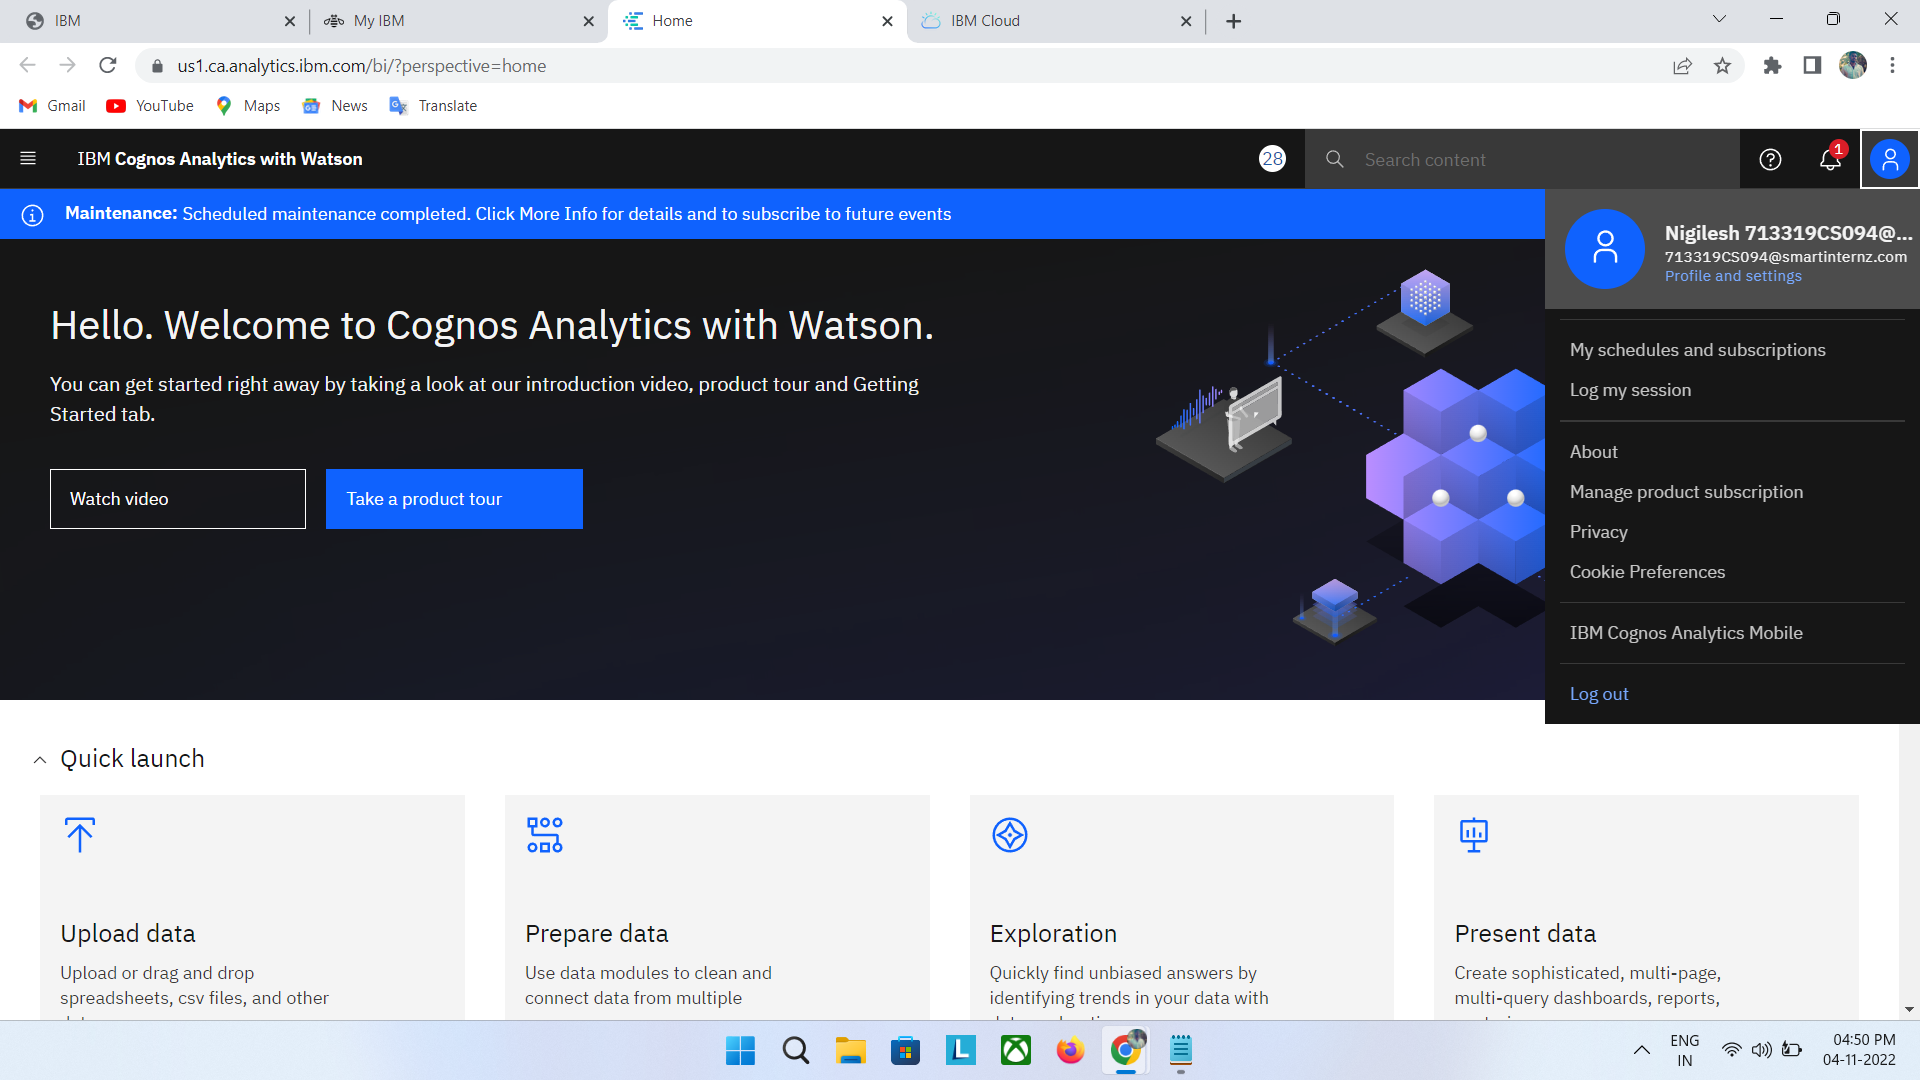 IBM
My IBM
Home
IBM Cloud
us1.ca.analytics.ibm.com/bi/?perspective=home
Gmail
YouTube
Maps
News
Translate
IBM Cognos Analytics with Watson
28
Search content
1
Maintenance: Scheduled maintenance completed. Click More Info for details and to subscribe to future events
Nigilesh 713319CS094@...
713319CS094@smartinternz.com
Profile and settings
Hello. Welcome to Cognos Analytics with Watson.
You can get started right away by taking a look at our introduction video, product tour and Getting
Started tab.
Watch video
Take a product tour
My schedules and subscriptions
Log my session
About
Manage product subscription
Privacy
Cookie Preferences
IBM Cognos Analytics Mobile
Log out
Quick launch
Upload data
Upload or drag and drop
spreadsheets, csv files, and other
Prepare data
Use data modules to clean and
connect data from multiple
Exploration
Quickly find unbiased answers by
identifying trends in your data with
Present data
Create sophisticated, multi-page,
multi-query dashboards, reports,
ENG
IN
04:50 PM
04-11-2022